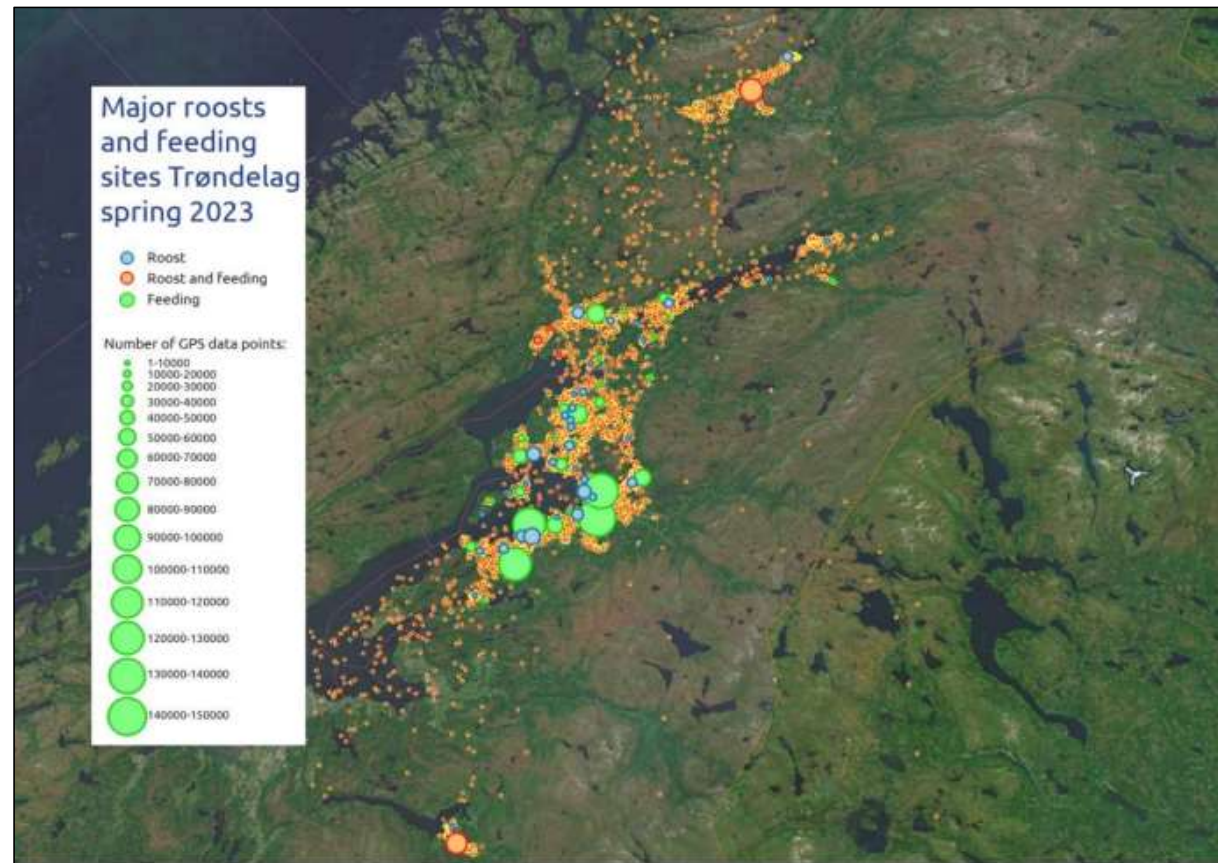 Major roosts
and feeding
sites Trøndelag
spring 2023
Roost
Roost and feeding
Feeding
Number of GPS data points:
1-10000
10000-20000
20000-30000
30000-40000
40000-50000
50000-60000
60000-70000
70000-80000
80000-90000
90000-100000
100000-110000
110000-120000
120000-130000
130000-140000
140000-150000